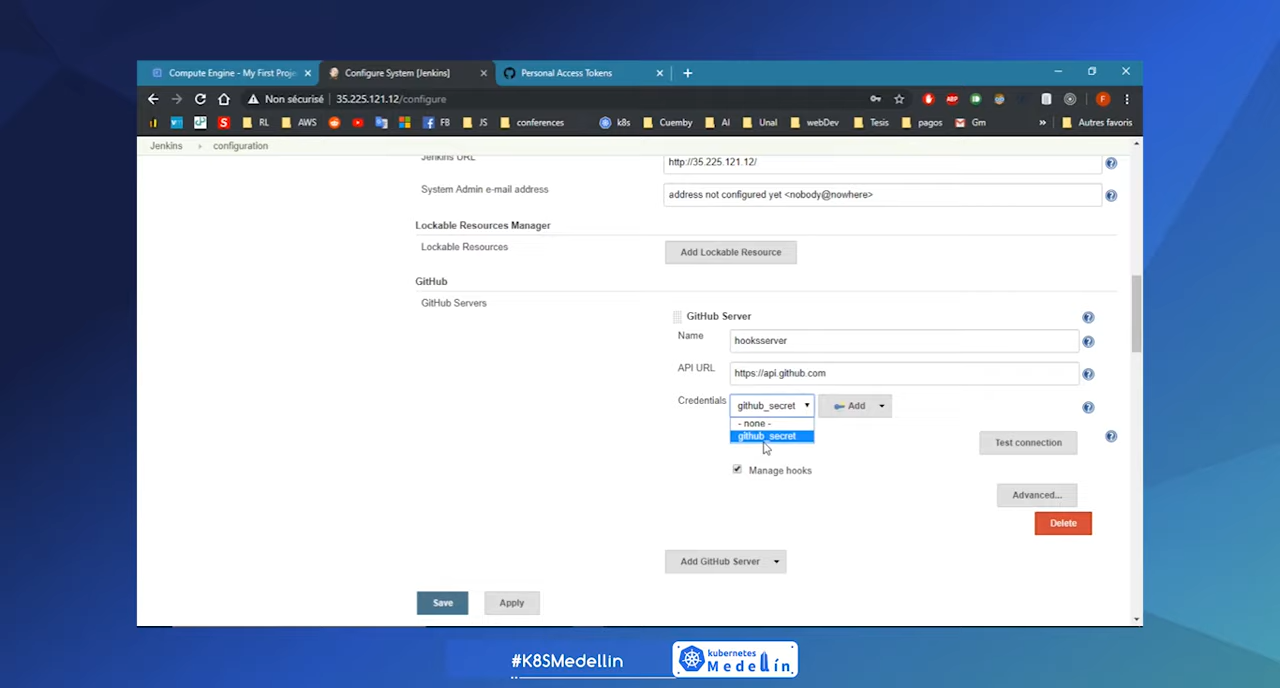 Compute Engine - My First Proje
Configure System [Jenkins]
Personal Access Tokens
Non sécurisé
35.225.121.12/configure
ABP
F
S
RL
AWS
FB
JS
conferences
k8s
Cuemby
AI
Unal
webDev
Tesis
pagos
Gm
»
Autres favoris
Jenkins
configuration
Jenkins URL
http://35.225.121.12/
System Admin e-mail address
address not configured yet <nobody@nowhere>
Lockable Resources Manager
Lockable Resources
Add Lockable Resource
GitHub
GitHub Servers
GitHub Server
Name
hooksserver
API URL
https://api.github.com
Credentials
github_secret
Add
- none -
github_secret
Test connection
Manage hooks
Advanced...
Delete
Add GitHub Server
Save
Apply
#K8SMedellin
kubernetes
Medellín